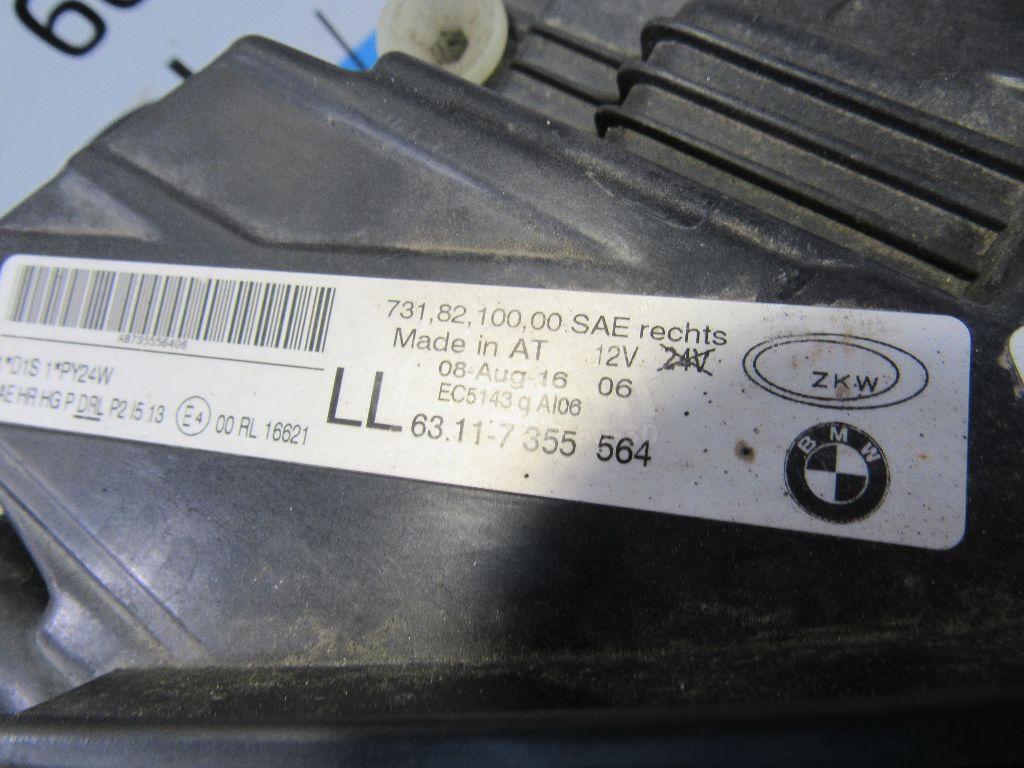 AB735556406
1*D1S 1*PY24W
AE HR HG P DRL P2 I5 13 E4 00 RL 16621
731,82,100,00 SAE rechts
Made in AT 12V 24V
08-Aug-16 06
EC5143 q AI06
LL 63.11-7 355 564
ZKW
BMW